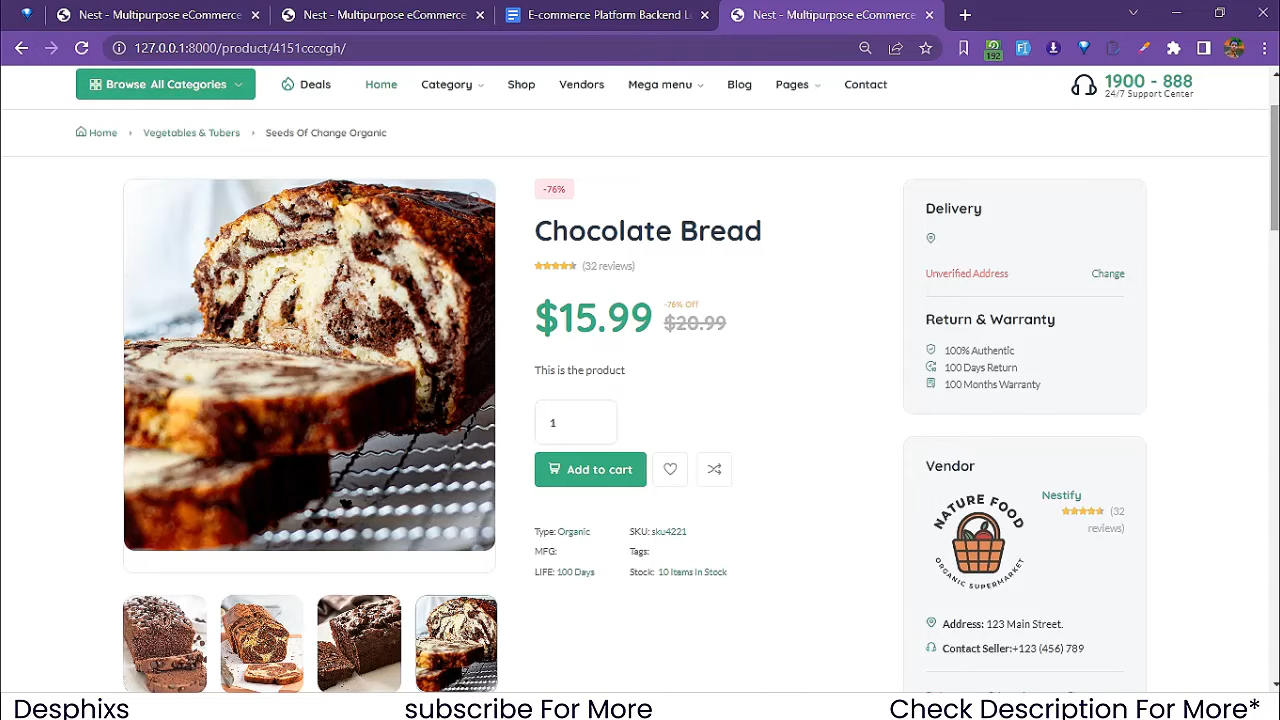 Nest - Multipurpose eCommerce
Nest - Multipurpose eCommerce
E-commerce Platform Backend L
Nest - Multipurpose eCommerce
127.0.0.1:8000/product/4151ccccgh/
192
Browse All Categories
Deals
Home
Category
Shop
Vendors
Mega menu
Blog
Pages
Contact
1900 - 888
24/7 Support Center
Home
Vegetables & Tubers
Seeds Of Change Organic
-76%
Chocolate Bread
(32 reviews)
$15.99
-76% Off
$20.99
This is the product
1
Add to cart
Type: Organic
SKU: sku4221
MFG:
Tags:
LIFE: 100 Days
Stock: 10 Items In Stock
Delivery
Unverified Address
Change
Return & Warranty
100% Authentic
100 Days Return
100 Months Warranty
Vendor
NATURE FOOD
ORGANIC SUPERMARKET
Nestify
(32
reviews)
Address: 123 Main Street.
Contact Seller:+123 (456) 789
Desphixs
subscribe For More
Check Description For More*